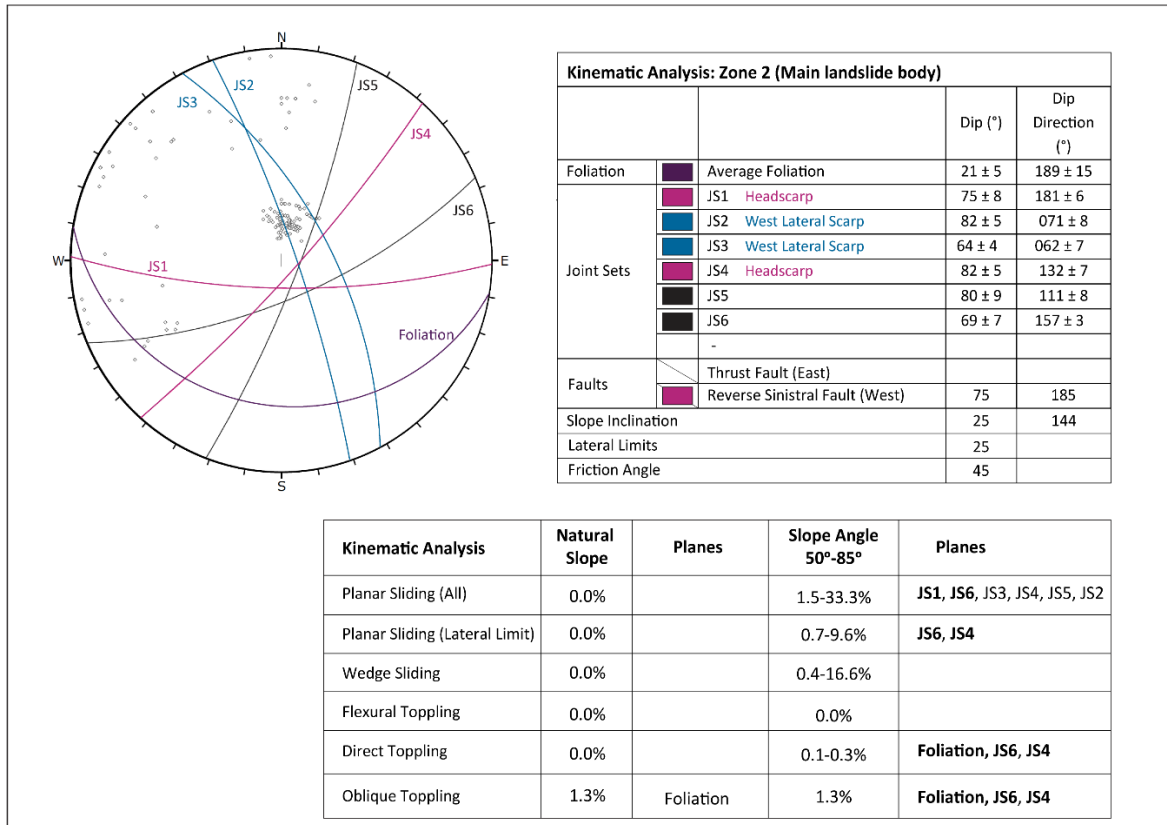 N
JS2
JS3
JS5
JS4
JS6
W
E
JS1
Foliation
S
Kinematic Analysis: Zone 2 (Main landslide body)
Dip (°) Dip Direction (°)
Foliation Average Foliation 21 ± 5 189 ± 15
Joint Sets JS1 Headscarp 75 ± 8 181 ± 6
JS2 West Lateral Scarp 82 ± 5 071 ± 8
JS3 West Lateral Scarp 64 ± 4 062 ± 7
JS4 Headscarp 82 ± 5 132 ± 7
JS5 80 ± 9 111 ± 8
JS6 69 ± 7 157 ± 3
-
Faults Thrust Fault (East)
Reverse Sinistral Fault (West) 75 185
Slope Inclination 25 144
Lateral Limits 25
Friction Angle 45
Kinematic Analysis Natural Slope Planes Slope Angle 50°-85° Planes
Planar Sliding (All) 0.0% 1.5-33.3% JS1, JS6, JS3, JS4, JS5, JS2
Planar Sliding (Lateral Limit) 0.0% 0.7-9.6% JS6, JS4
Wedge Sliding 0.0% 0.4-16.6%
Flexural Toppling 0.0% 0.0%
Direct Toppling 0.0% 0.1-0.3% Foliation, JS6, JS4
Oblique Toppling 1.3% Foliation 1.3% Foliation, JS6, JS4